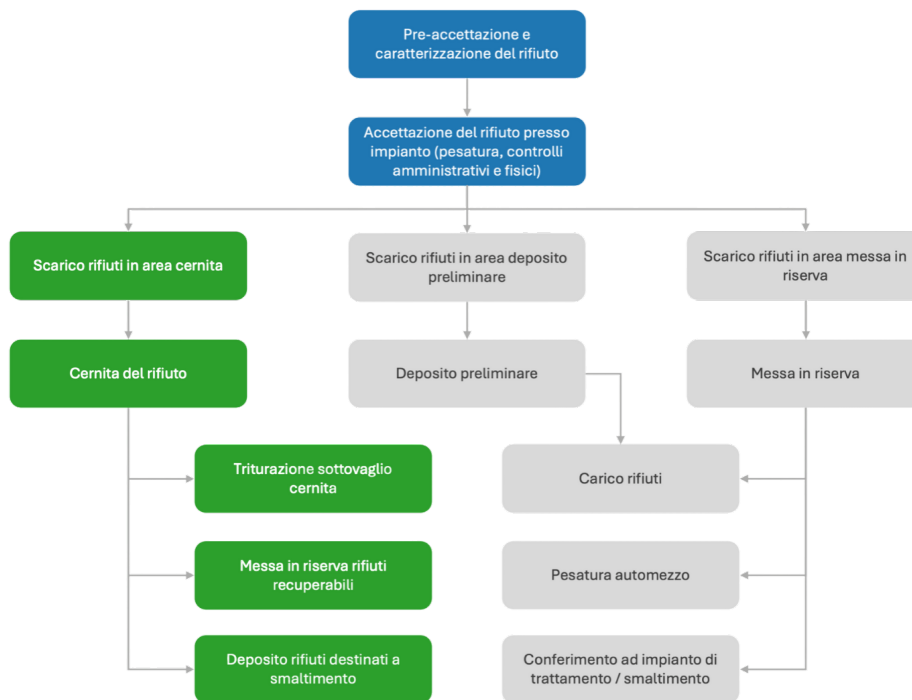 Pre-accettazione e
caratterizzazione del rifiuto
Accettazione del rifiuto presso
impianto (pesatura, controlli
amministrativi e fisici)
Scarico rifiuti in area cernita
Scarico rifiuti in area deposito
preliminare
Scarico rifiuti in area messa in
riserva
Cernita del rifiuto
Deposito preliminare
Messa in riserva
Triturazione sottovaglio
cernita
Carico rifiuti
Messa in riserva rifiuti
recuperabili
Pesatura automezzo
Deposito rifiuti destinati a
smaltimento
Conferimento ad impianto di
trattamento / smaltimento